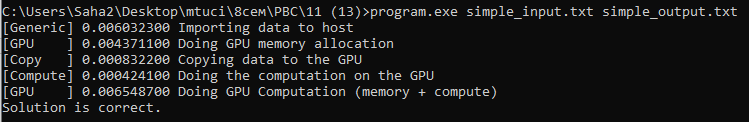 C:\Users\Saha2\Desktop\mtuci\8сем\РВС\11 (13)>program.exe simple_input.txt simple_output.txt
[Generic] 0.006032300 Importing data to host
[GPU    ] 0.004371100 Doing GPU memory allocation
[Copy   ] 0.000832200 Copying data to the GPU
[Compute] 0.000424100 Doing the computation on the GPU
[GPU    ] 0.006548700 Doing GPU Computation (memory + compute)
Solution is correct.